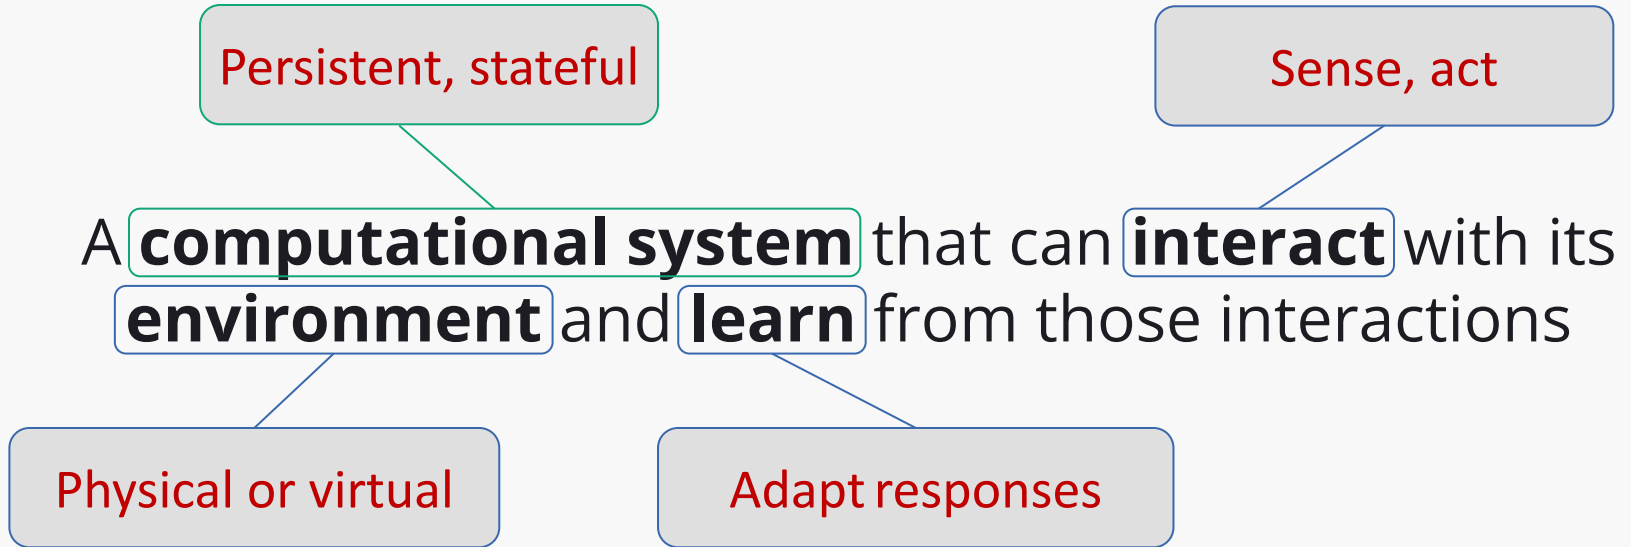 Persistent, stateful
Sense, act
A computational system that can interact with its
environment and learn from those interactions
Physical or virtual
Adapt responses